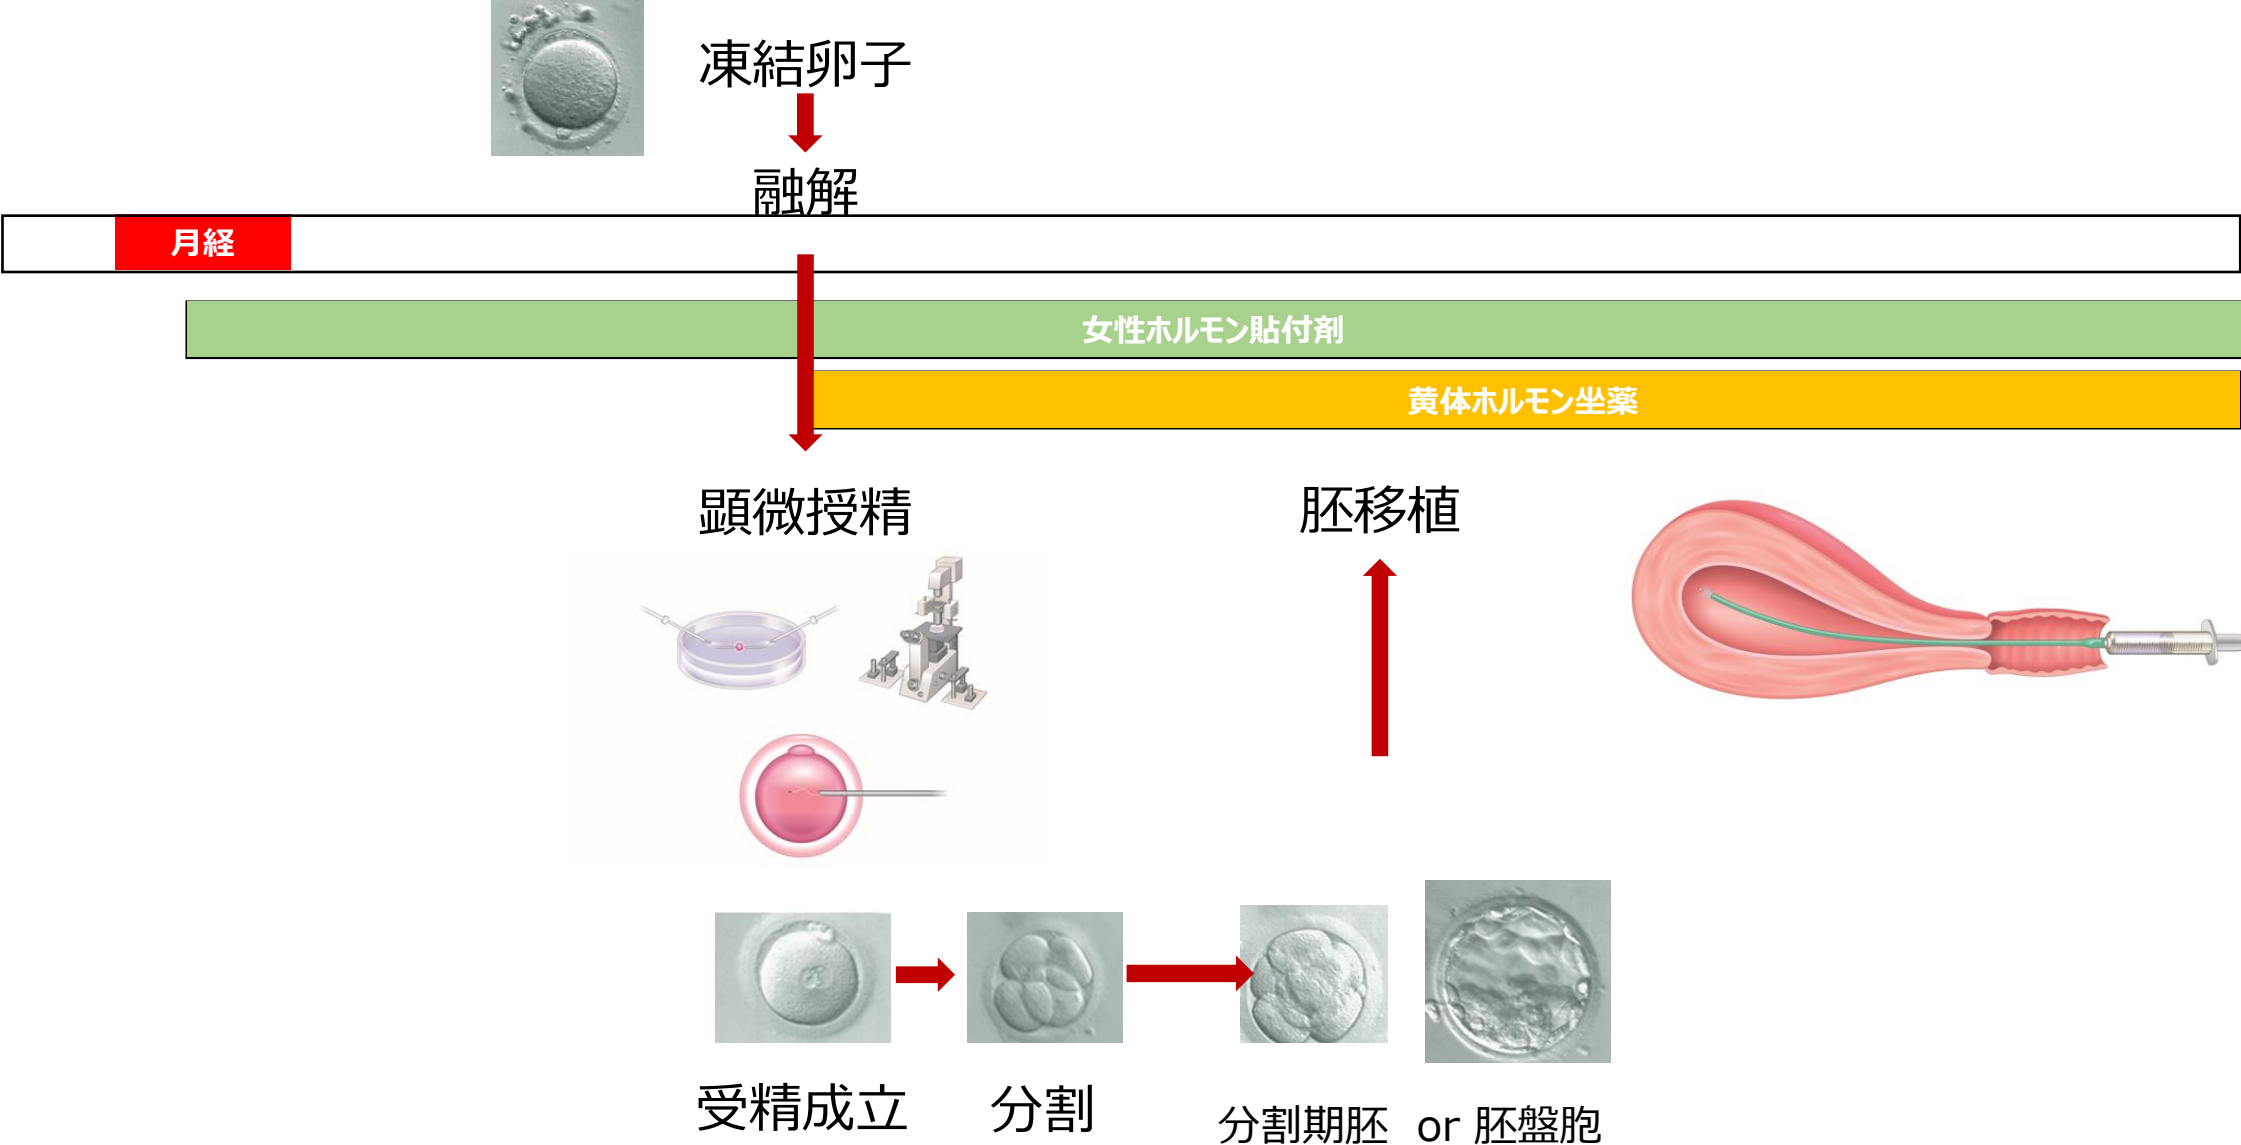 凍結卵子
融解
月経
女性ホルモン貼付剤
黄体ホルモン坐薬
顕微授精
胚移植
受精成立
分割
分割期胚 or 胚盤胞